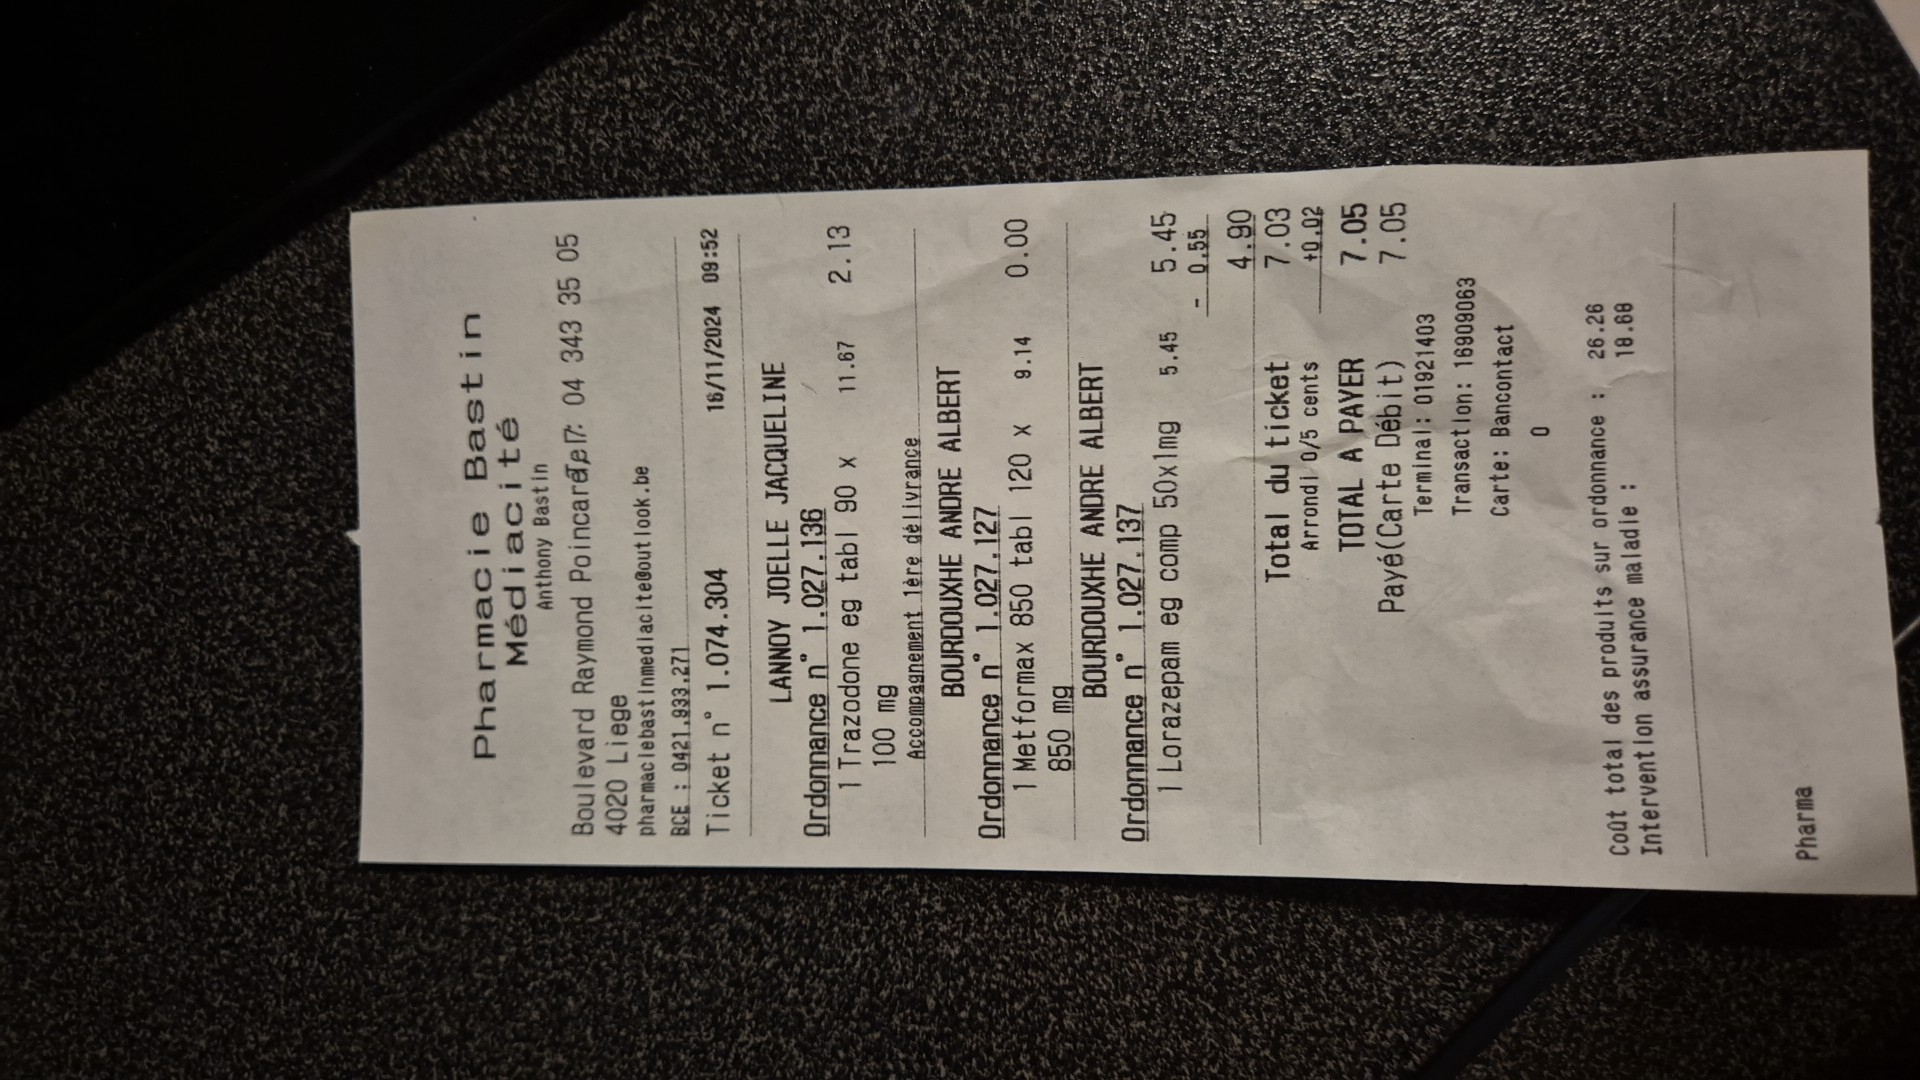 Pharmacie Bastin
Médiacité
Anthony Bastin
Boulevard Raymond 04 343 35 05
4020 Liege
pharmaciebastinmediacite@outlook.be
BCE : 0421.933.271
Ticket n° 1.074.304 16/11/2024 09:52
LANNOY JOELLE JACQUELINE
Ordonnance n° 1.027.136
1 Trazodone eg tabl 90 x 11.67 2.13
100 mg
Accompagnement 1ère délivrance
BOURDOUXHE ANDRE ALBERT
Ordonnance n° 1.027.127
1 Metformax 850 tabl 120 x 9.14 0.00
850 mg
BOURDOUXHE ANDRE ALBERT
Ordonnance n° 1.027.137
1 Lorazepam eg comp 50x1mg 5.45 5.45
- 0.55
4.90
Total du ticket 7.03
Arrondi 0/5 cents +0.02
TOTAL A PAYER 7.05
Payé(Carte Débit) 7.05
Terminal: 01921403
Transaction: 16909063
Carte: Bancontact
0
Coût total des produits sur ordonnance : 26.26
Intervention assurance maladie : 18.68
Pharma